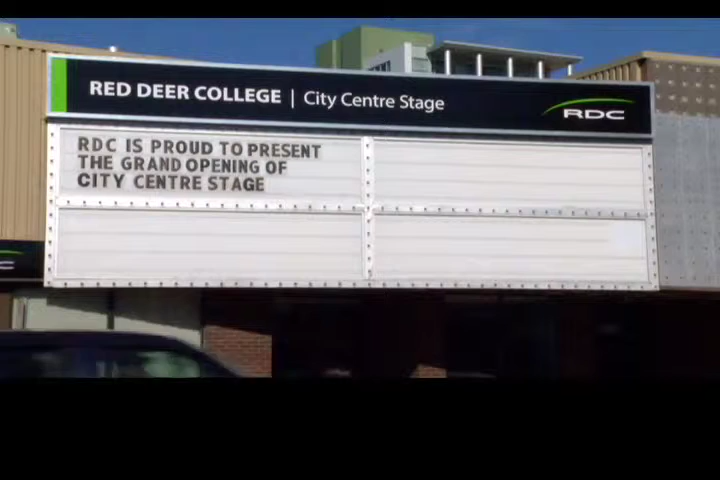 RED DEER COLLEGE | City Centre Stage
RDC
RDC IS PROUD TO PRESENT
THE GRAND OPENING OF
CITY CENTRE STAGE